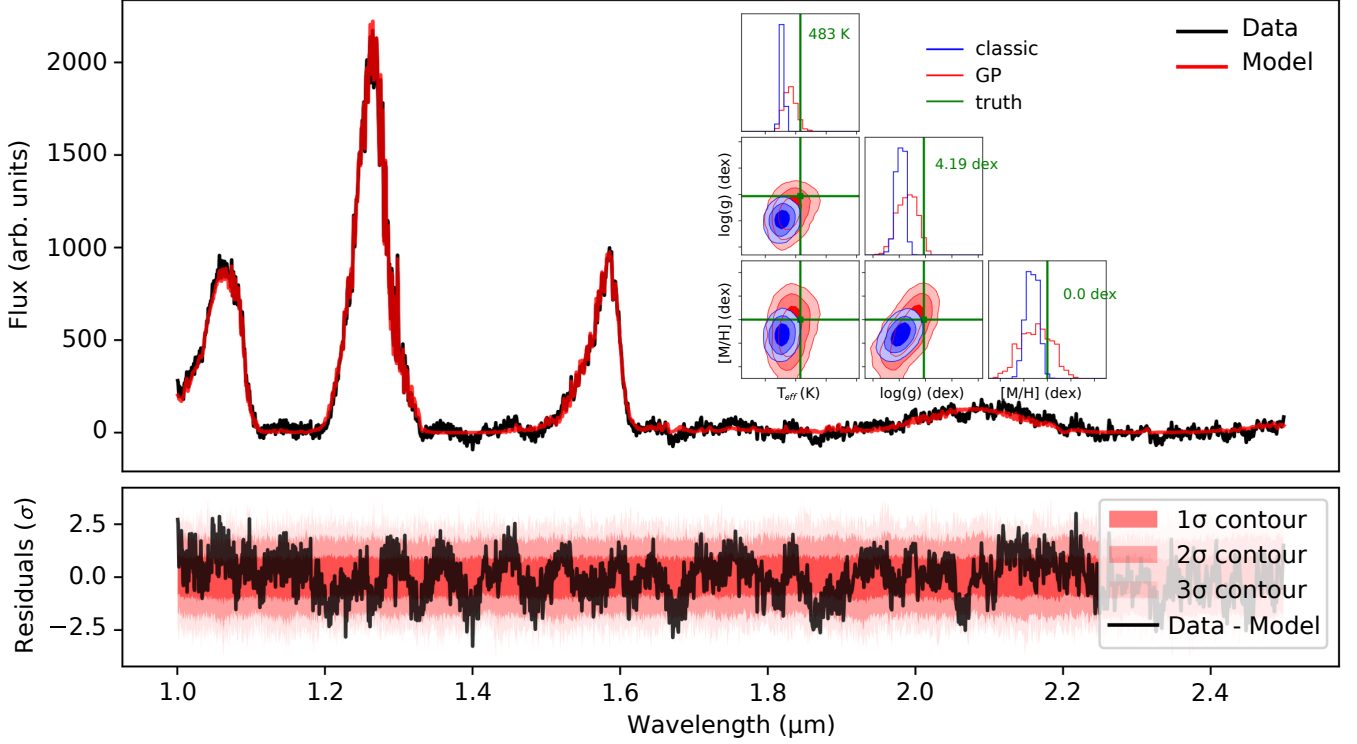 Flux (arb. units)
2000
1500
1000
500
0
483 K
classic
GP
truth
Data
Model
log(g) (dex)
4.19 dex
[M/H] (dex)
0.0 dex
T_eff (K)
log(g) (dex)
[M/H] (dex)
Residuals (σ)
2.5
0.0
−2.5
1σ contour
2σ contour
3σ contour
Data - Model
1.0 1.2 1.4 1.6 1.8 2.0 2.2 2.4
Wavelength (μm)